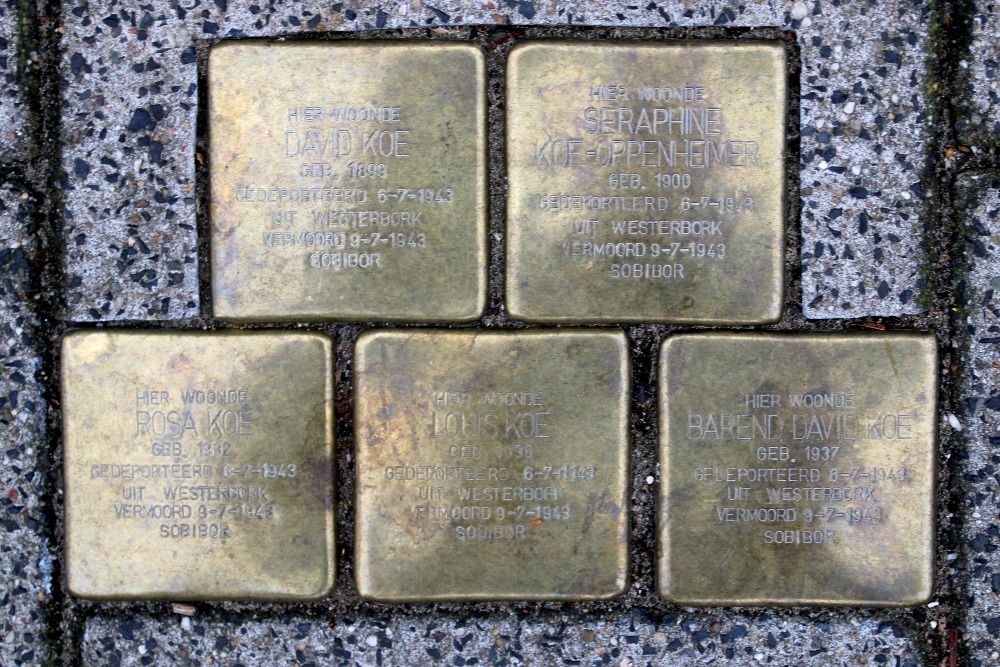 HIER WOONDE
DAVID KOE
GEB. 1899
GEDEPORTEERD 6-7-1943
UIT WESTERBORK
VERMOORD 9-7-1943
SOBIBOR
HIER WOONDE
SERAPHINE
KOE-OPPENHEIMER
GEB. 1900
GEDEPORTEERD 6-7-1943
UIT WESTERBORK
VERMOORD 9-7-1943
SOBIBOR
HIER WOONDE
ROSA KOE
GEB.
GEDEPORTEERD 6-7-1943
UIT WESTERBORK
VERMOORD 9-7-1943
SOBIBOR
HIER WOONDE
LOUIS KOE
GEB.
GEDEPORTEERD 6-7-1943
UIT WESTERBORK
VERMOORD 9-7-1943
SOBIBOR
HIER WOONDE
BAREND DAVID KOE
GEB. 1937
GEDEPORTEERD 6-7-1943
UIT WESTERBORK
VERMOORD 9-7-1943
SOBIBOR